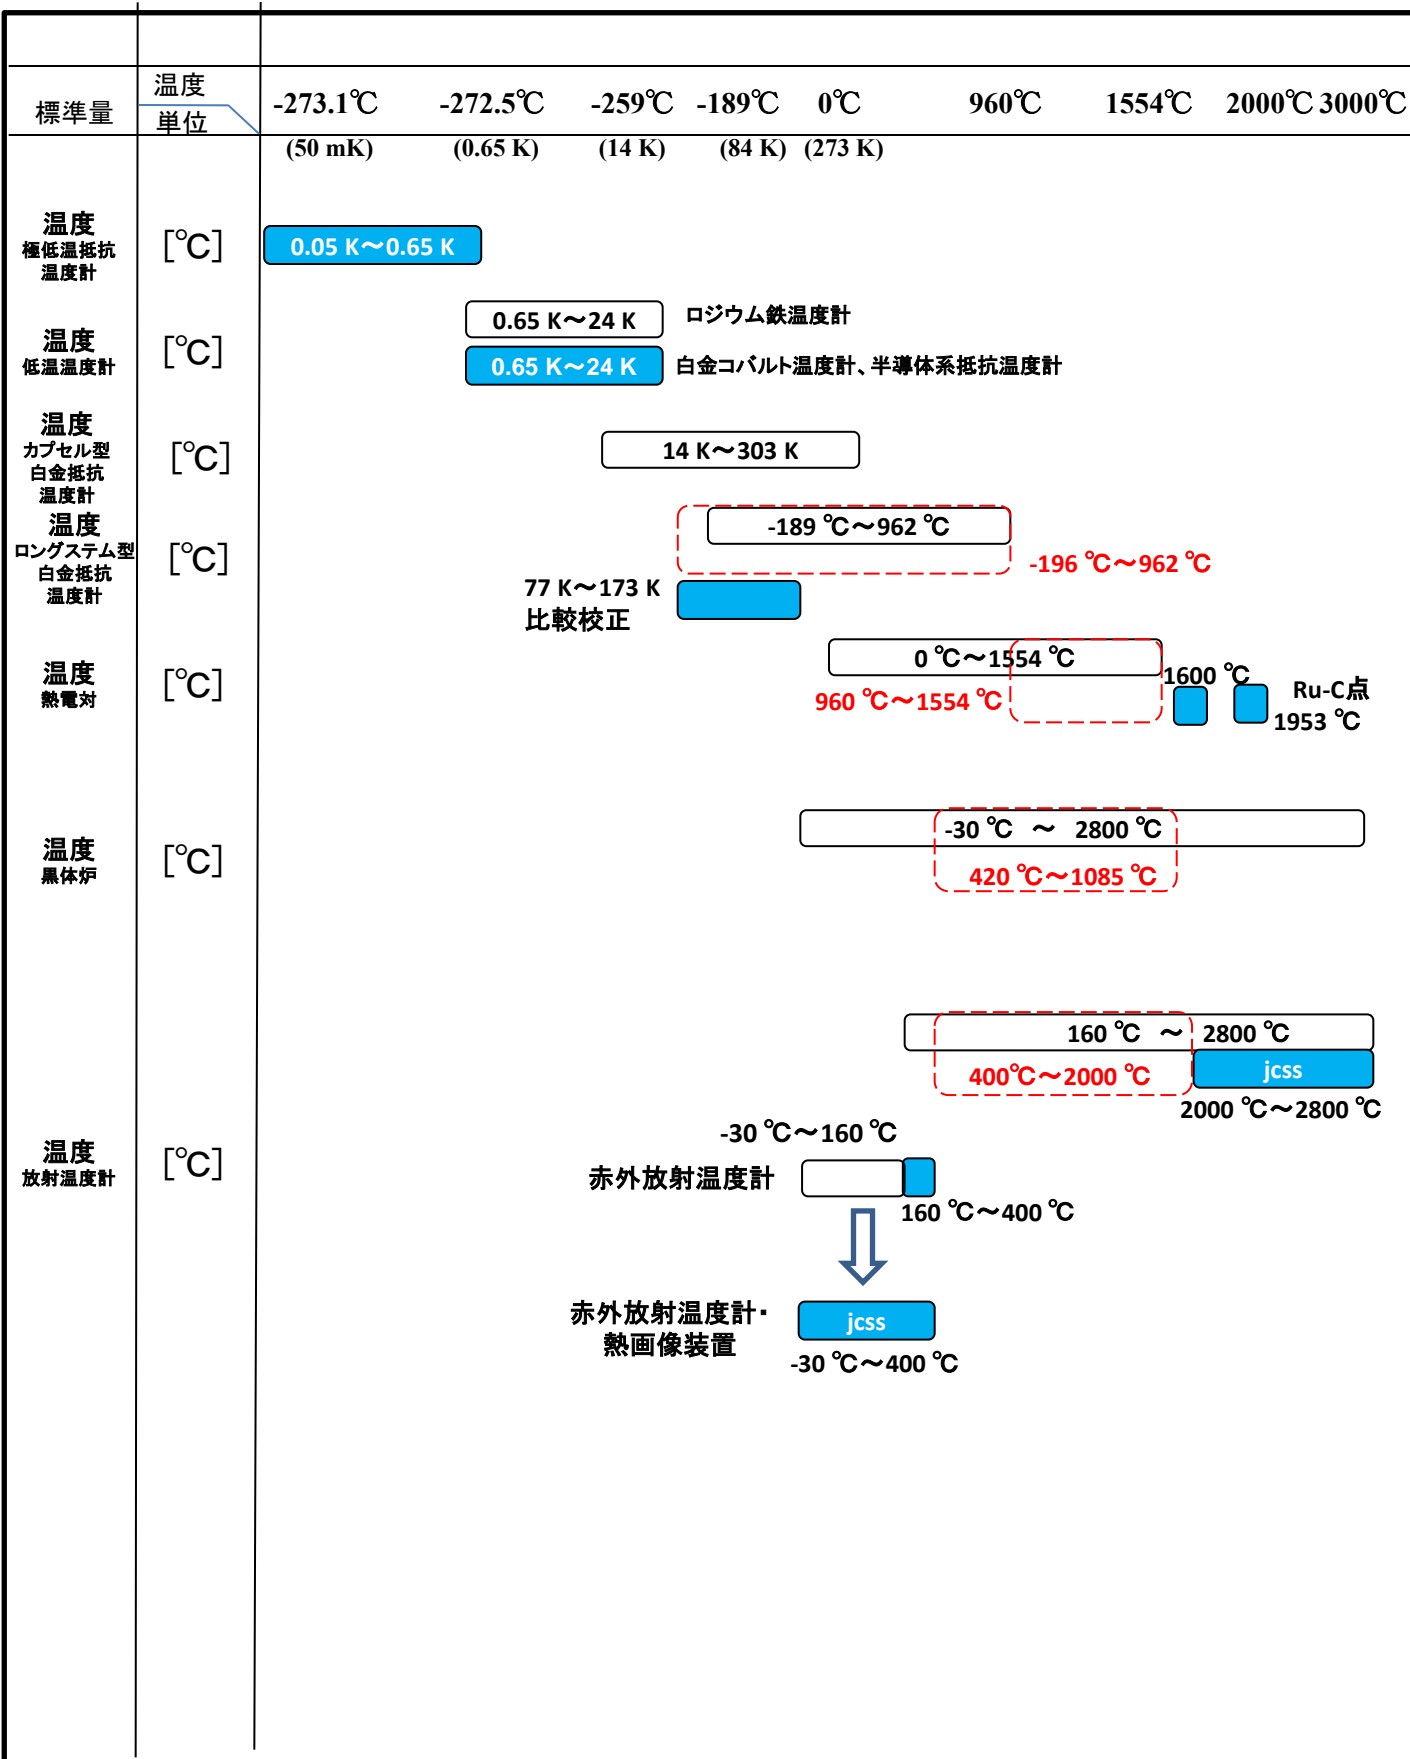 標準量
温度
単位
-273.1℃ -272.5℃ -259℃ -189℃ 0℃ 960℃ 1554℃ 2000℃ 3000℃
(50 mK) (0.65 K) (14 K) (84 K) (273 K)
温度
極低温抵抗
温度計
[℃]
0.05 K～0.65 K
温度
低温温度計
[℃]
0.65 K～24 K
ロジウム鉄温度計
0.65 K～24 K
白金コバルト温度計、半導体系抵抗温度計
温度
カプセル型
白金抵抗
温度計
[℃]
14 K～303 K
温度
ロングステム型
白金抵抗
温度計
[℃]
-189 ℃～962 ℃
-196 ℃～962 ℃
77 K～173 K
比較校正
温度
熱電対
[℃]
0 ℃～1554 ℃
960 ℃～1554 ℃
1600 ℃
Ru-C点
1953 ℃
温度
黒体炉
[℃]
-30 ℃ ～ 2800 ℃
420 ℃～1085 ℃
温度
放射温度計
[℃]
160 ℃ ～ 2800 ℃
400℃～2000 ℃
jcss
2000 ℃～2800 ℃
-30 ℃～160 ℃
赤外放射温度計
160 ℃～400 ℃
赤外放射温度計・
熱画像装置
jcss
-30 ℃～400 ℃